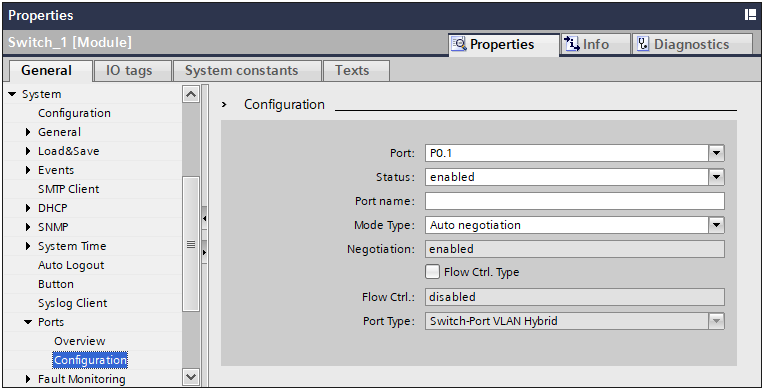 Properties
Switch_1 [Module]
Properties
Info
Diagnostics
General
IO tags
System constants
Texts
System
Configuration
General
Load&Save
Events
SMTP Client
DHCP
SNMP
System Time
Auto Logout
Button
Syslog Client
Ports
Overview
Configuration
Fault Monitoring
Configuration
Port: P0.1
Status: enabled
Port name:
Mode Type: Auto negotiation
Negotiation: enabled
Flow Ctrl. Type
Flow Ctrl.: disabled
Port Type: Switch-Port VLAN Hybrid